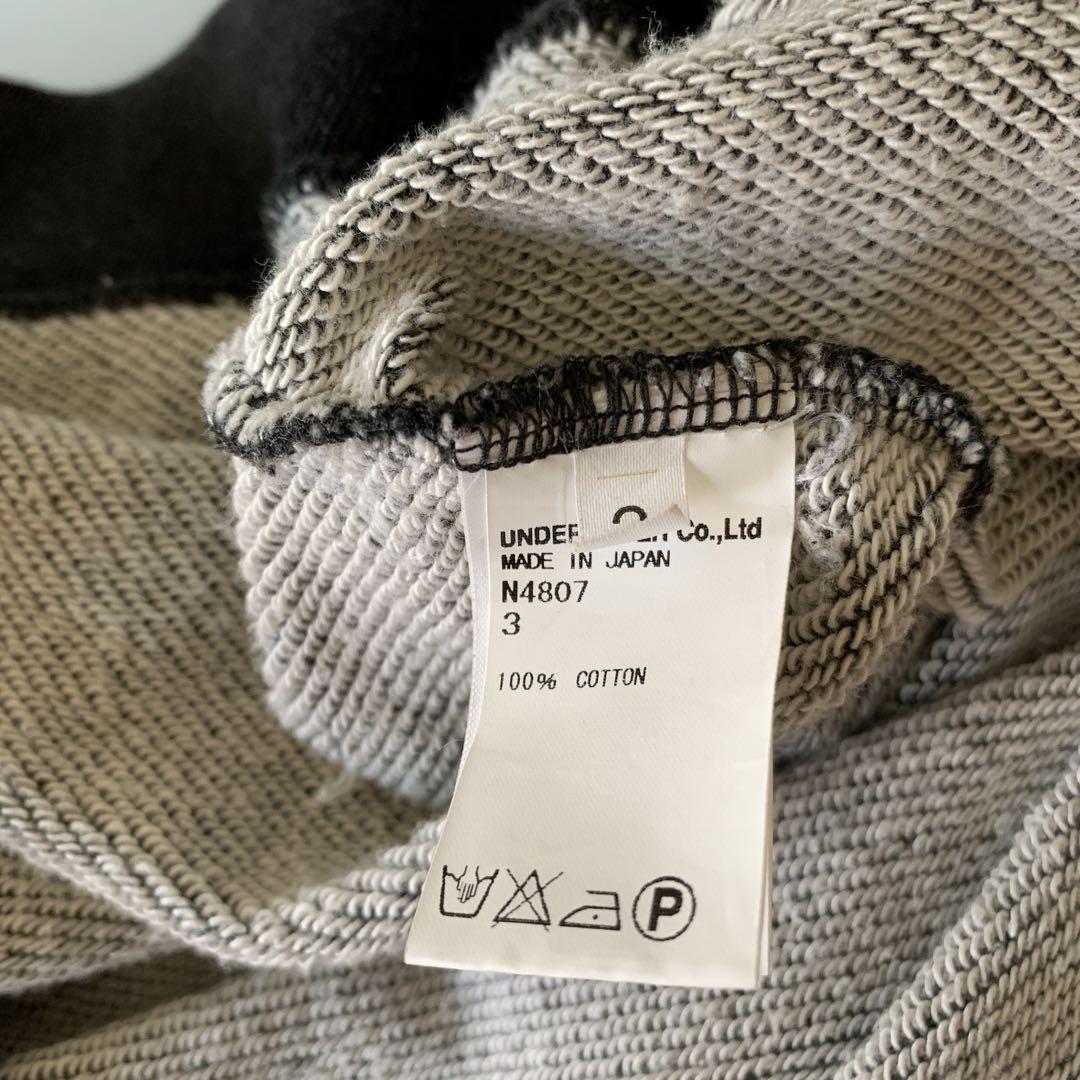 Co.,Ltd
MADE IN JAPAN
N4807
3
100% COTTON
P